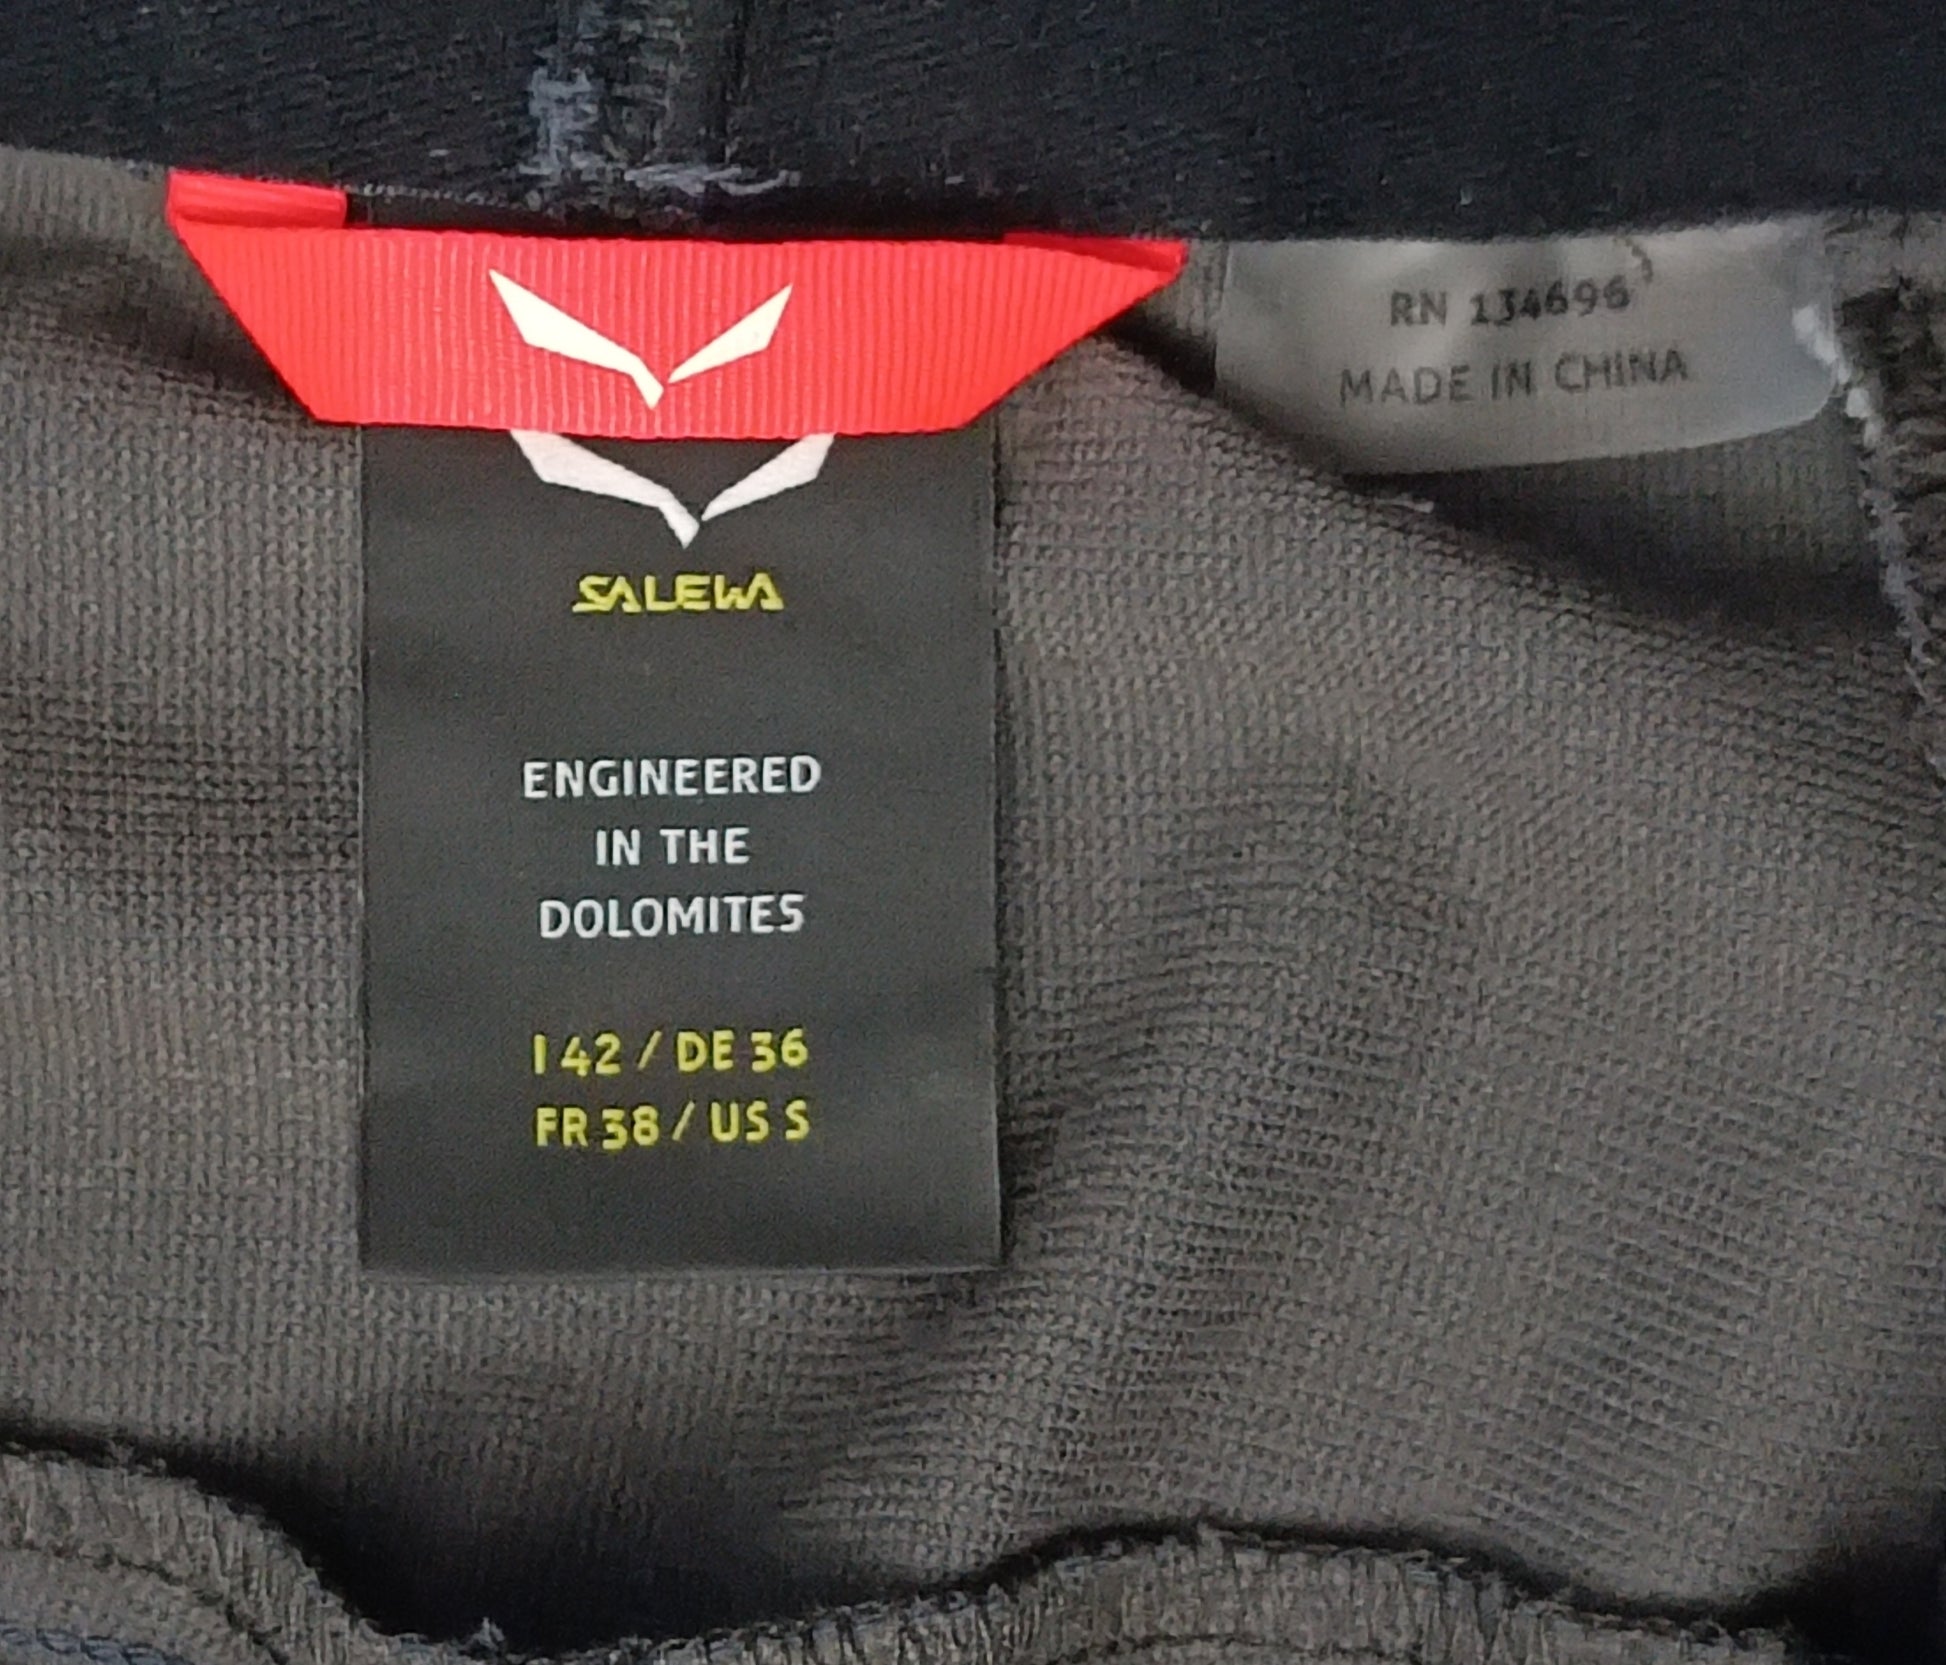 RN 134696
MADE IN CHINA
SALEWA
ENGINEERED
IN THE
DOLOMITES
I 42 / DE 36
FR 38 / US S